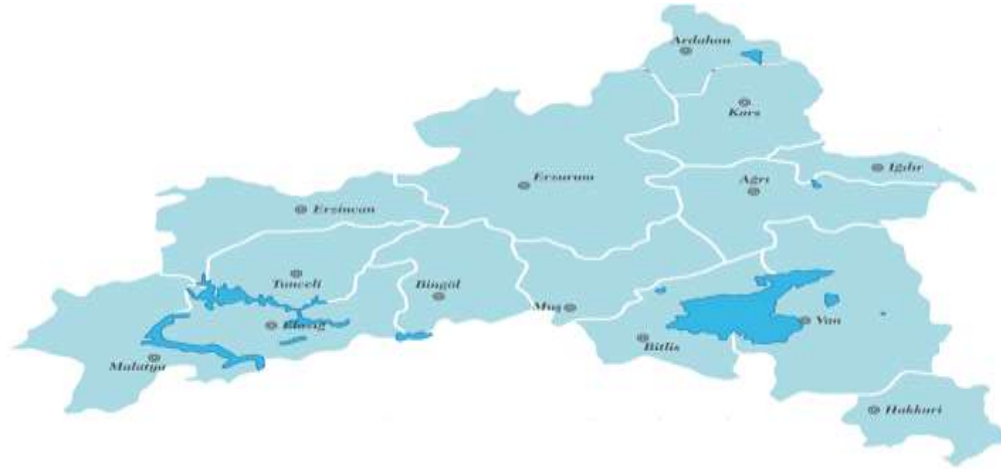 Ardahan
Kars
Iğdır
Ağrı
Erzurum
Erzincan
Tunceli
Bingöl
Muş
Elazığ
Van
Bitlis
Malatya
Hakkari